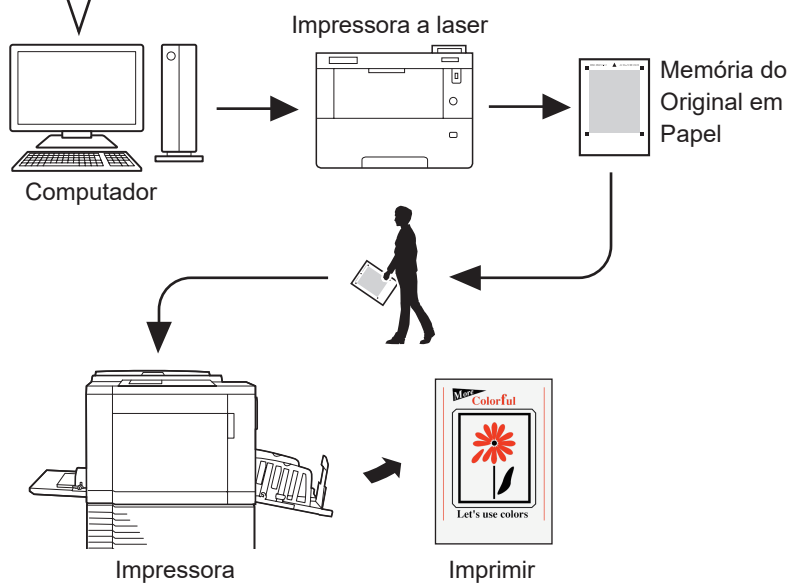 Impressora a laser
Memória do
Original em
Papel
Computador
More
Colorful
Let's use colors
Impressora
Imprimir